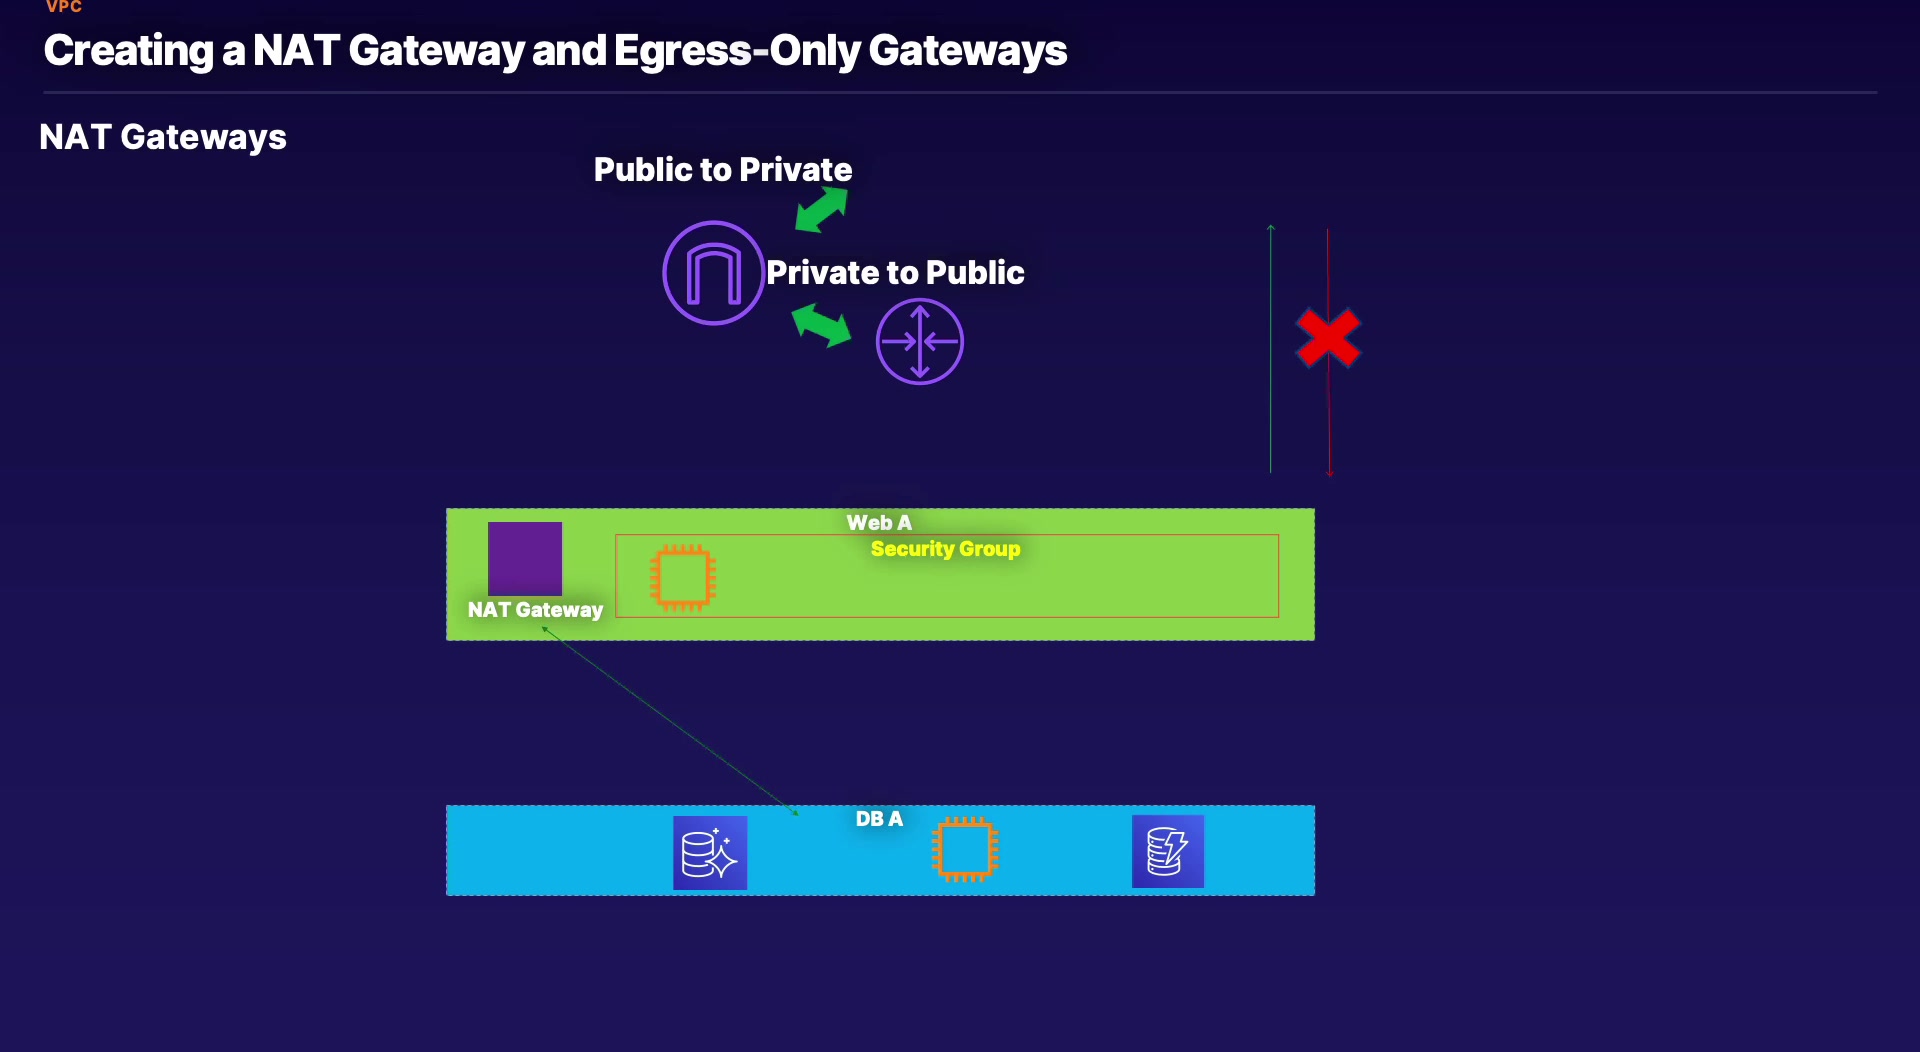 VPC
Creating a NAT Gateway and Egress-Only Gateways
NAT Gateways
Public to Private
Private to Public
Web A
Security Group
NAT Gateway
DB A